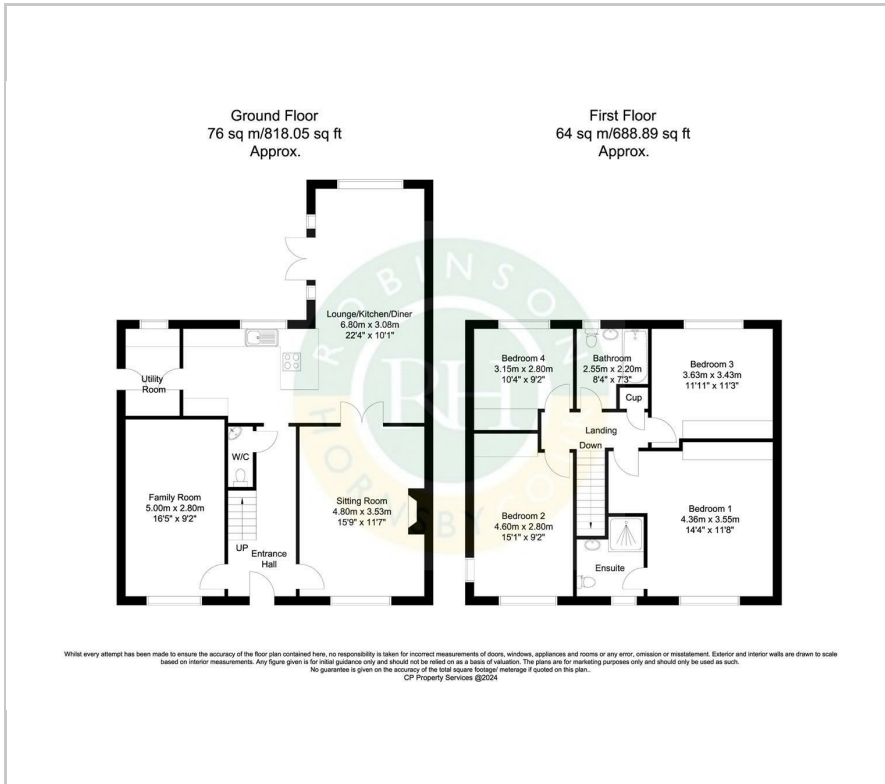 Ground Floor
76 sq m/818.05 sq ft
Approx.
First Floor
64 sq m/688.89 sq ft
Approx.
Lounge/Kitchen/Diner
6.80m x 3.08m
22'4" x 10'1"
Utility
Room
W/C
Family Room
5.00m x 2.80m
16'5" x 9'2"
UP
Entrance
Hall
Sitting Room
4.80m x 3.53m
15'9" x 11'7"
Bedroom 4
3.15m x 2.80m
10'4" x 9'2"
Bathroom
2.55m x 2.20m
8'4" x 7'3"
Cup
Bedroom 3
3.63m x 3.43m
11'11" x 11'3"
Landing
Down
Bedroom 2
4.60m x 2.80m
15'1" x 9'2"
Ensuite
Bedroom 1
4.36m x 3.55m
14'4" x 11'8"
ROBINSON
RH
HORNSBY
Whilst every attempt has been made to ensure the accuracy of the floor plan contained here, no responsibility is taken for incorrect measurements of doors, windows, appliances and rooms or any error, omission or misstatement. Exterior and interior walls are drawn to scale
based on interior measurements. Any figure given is for initial guidance only and should not be relied on as a basis of valuation. The plans are for marketing purposes only and should only be used as such.
No guarantee is given on the accuracy of the total square footage/ meterage if quoted on this plan..
CP Property Services @2024